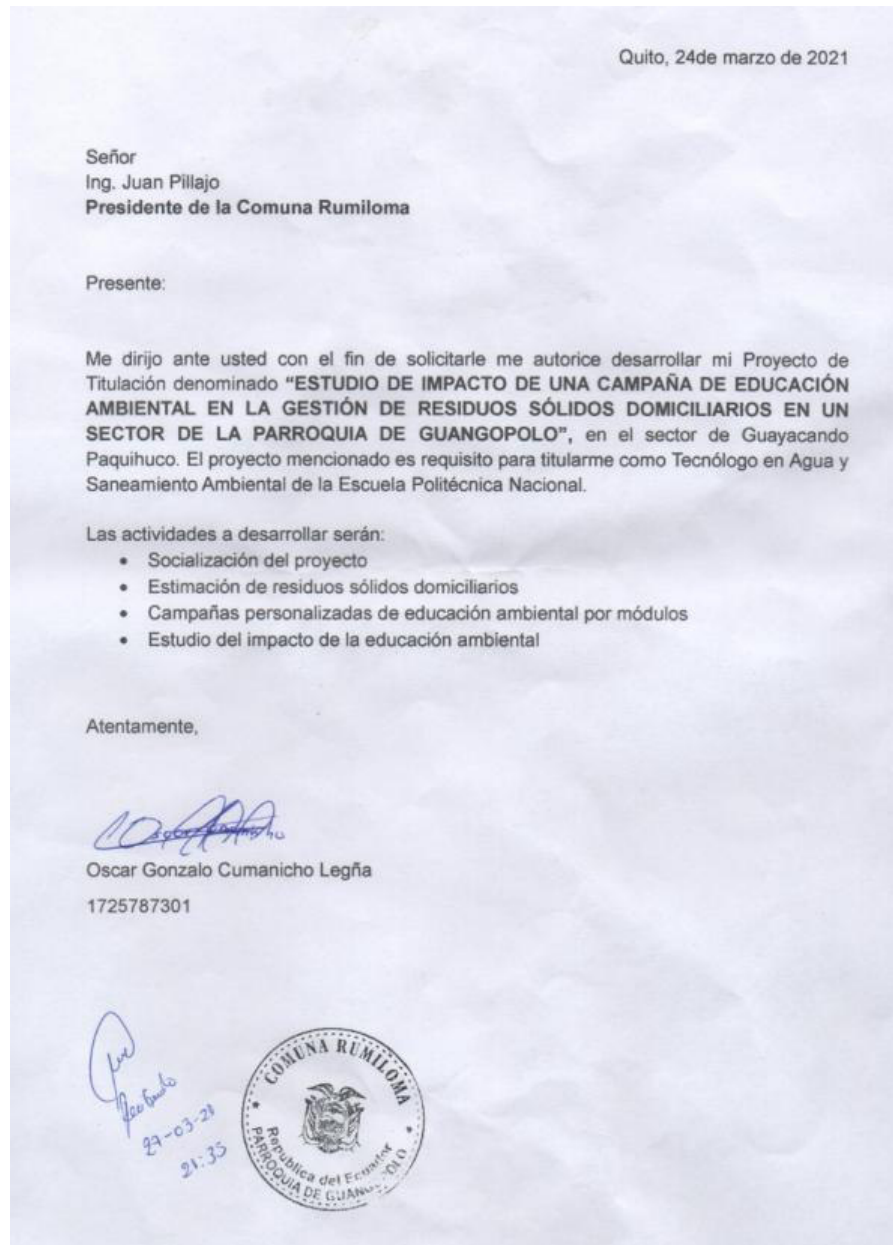 Quito, 24de marzo de 2021
Señor
Ing. Juan Pillajo
Presidente de la Comuna Rumiloma
Presente:
Me dirijo ante usted con el fin de solicitarle me autorice desarrollar mi Proyecto de
Titulación denominado “ESTUDIO DE IMPACTO DE UNA CAMPAÑA DE EDUCACIÓN
AMBIENTAL EN LA GESTIÓN DE RESIDUOS SÓLIDOS DOMICILIARIOS EN UN
SECTOR DE LA PARROQUIA DE GUANGOPOLO”, en el sector de Guayacando
Paquihuco. El proyecto mencionado es requisito para titularme como Tecnólogo en Agua y
Saneamiento Ambiental de la Escuela Politécnica Nacional.
Las actividades a desarrollar serán:
• Socialización del proyecto
• Estimación de residuos sólidos domiciliarios
• Campañas personalizadas de educación ambiental por módulos
• Estudio del impacto de la educación ambiental
Atentamente,
Oscar Gonzalo Cumanicho Legña
1725787301
21:35
COMUNA RUMILOMA
República del Ecuador
PARROQUIA DE GUANGOPOLO